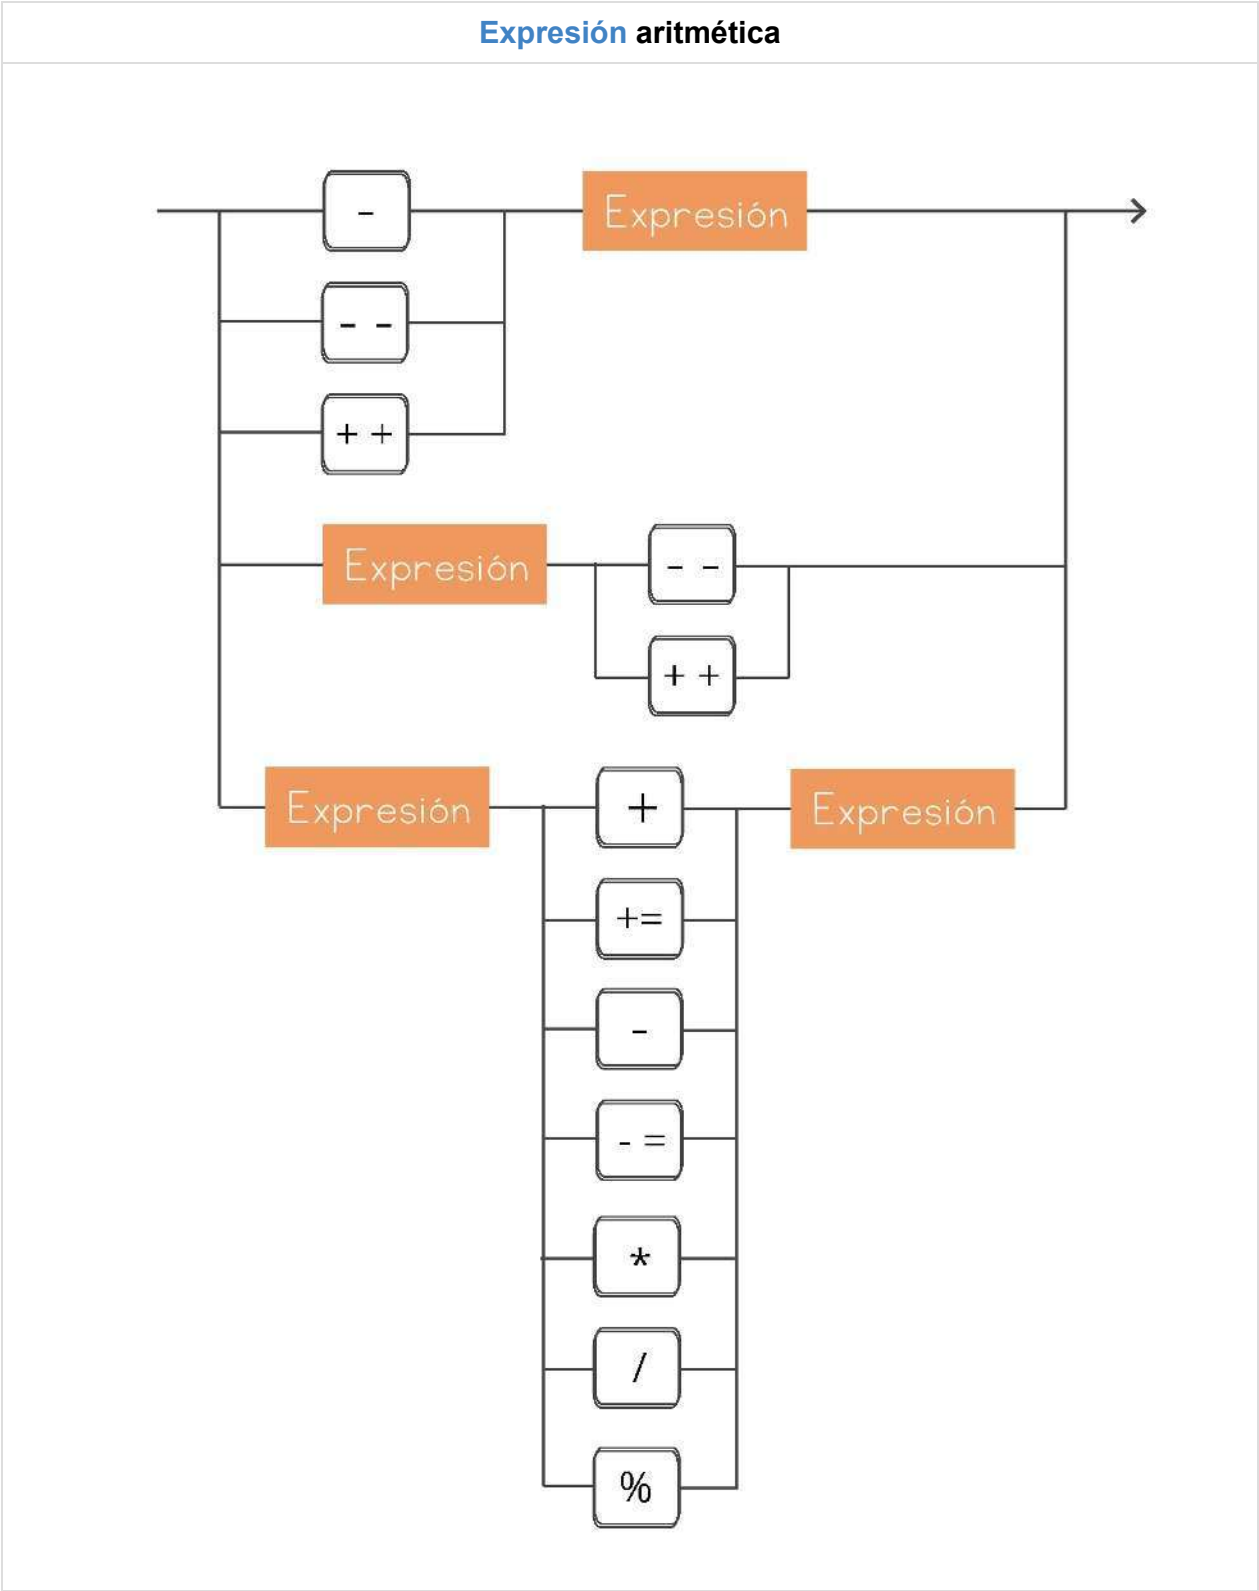 Expresión aritmética
- Expresión
- -
+ +
Expresión - -
+ +
Expresión + Expresión
+=
-
- =
*
/
%